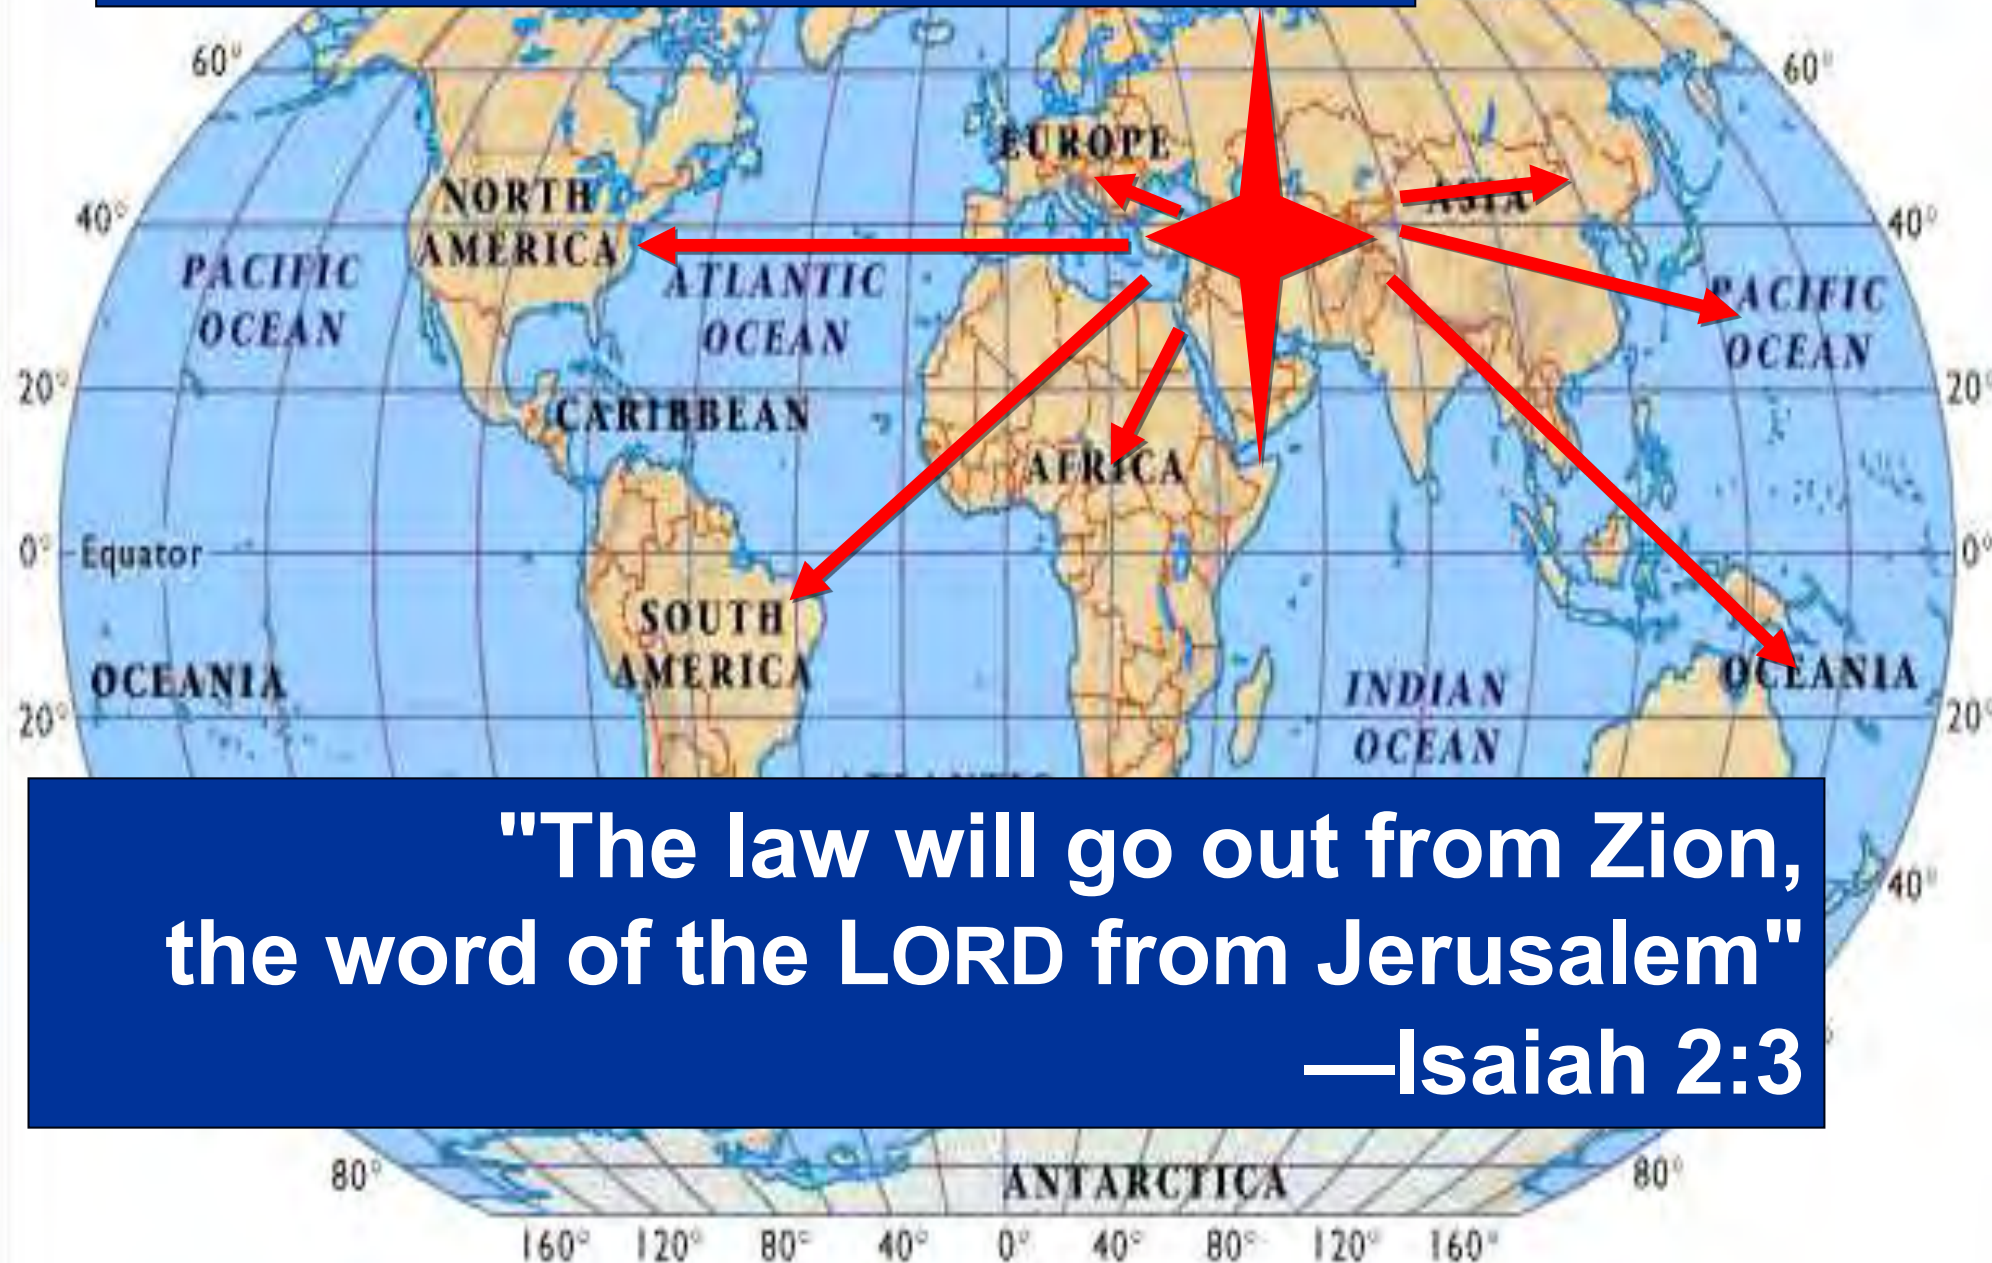 60°
60°
EUROPE
NORTH
AMERICA
ASIA
40°
40°
PACIFIC
OCEAN
ATLANTIC
OCEAN
PACIFIC
OCEAN
20°
20°
CARIBBEAN
AFRICA
0°
Equator
0°
SOUTH
AMERICA
OCEANIA
INDIAN
OCEAN
OCEANIA
20°
20°
"The law will go out from Zion,
the word of the LORD from Jerusalem"
—Isaiah 2:3
40°
80°
ANTARCTICA
80°
160° 120° 80° 40° 0° 40° 80° 120° 160°